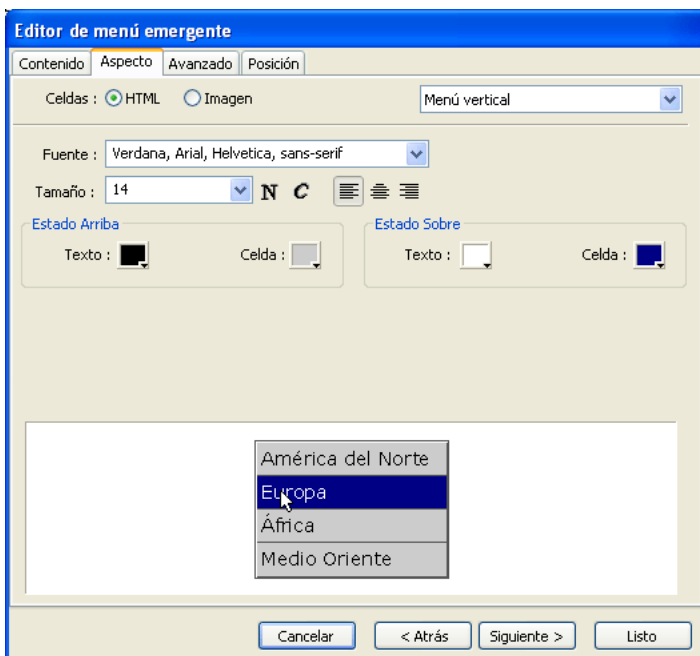 Editor de menú emergente
Contenido Aspecto Avanzado Posición
Celdas : HTML Imagen Menú vertical
Fuente : Verdana, Arial, Helvetica, sans-serif
Tamaño : 14 N C
Estado Arriba Estado Sobre
Texto : Celda : Texto : Celda :
América del Norte
Europa
África
Medio Oriente
Cancelar < Atrás Siguiente > Listo